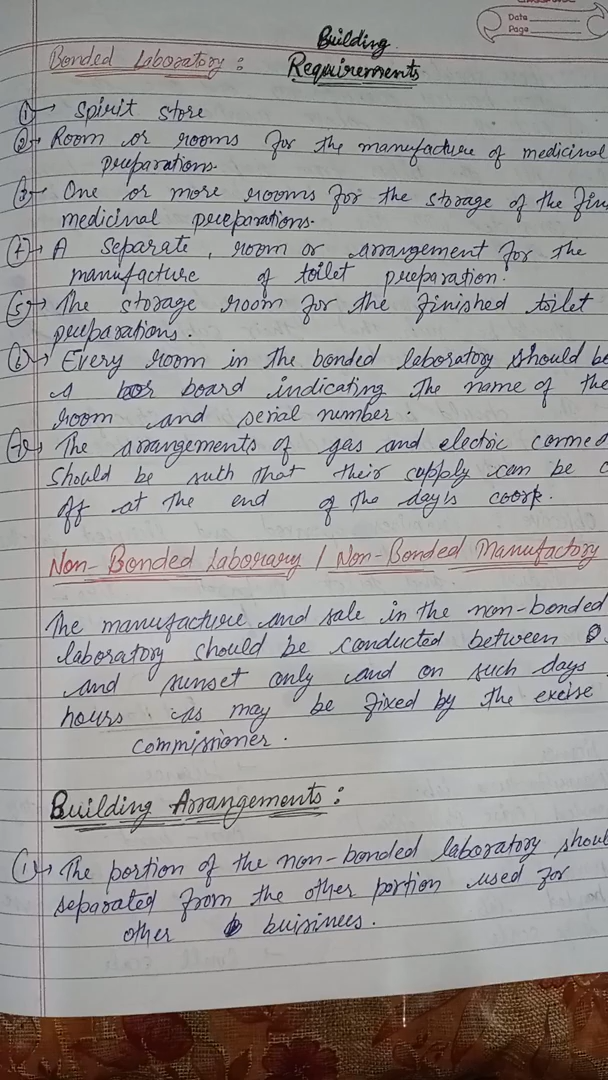 Date
Page
Building
Bonded Laboratory : Requirements
① → Spirit store
② → Room or rooms for the manufacture of medicinal
preparations.
③ → One or more rooms for the storage of the
medicinal preceparations.
④ → A separate, room or arrangement for the
manufacture of toilet preparation.
⑤ → The storage room for the finished toilet
preparations.
⑥ → Every room in the bonded laboratory should be
a board indicating the name of the
room and serial number.
⑦ → The arrangements of gas and electric
should be such that their supply can be
off at the end of the day's
Non-Bonded Laborary / Non-Bonded Manufactory
The manufacture and sale in the non-bonded
laboratory should be conducted between
and sunset only and on such days
hours as may be fixed by the excise
commissioner.
Building Arrangements :
① → The portion of the non-bonded laboratory
separated from the other portion used for
other buisinees.